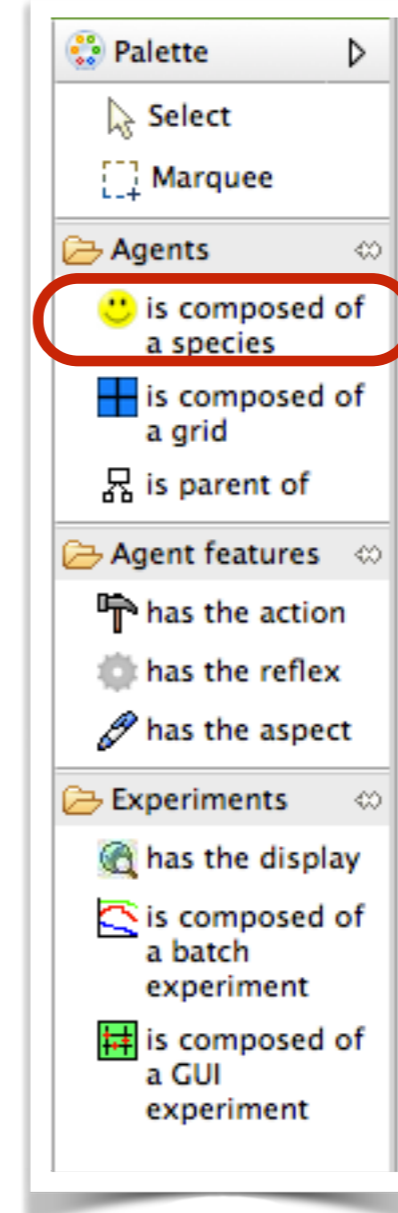 Palette
Select
Marquee
Agents
is composed of
a species
is composed of
a grid
is parent of
Agent features
has the action
has the reflex
has the aspect
Experiments
has the display
is composed of
a batch
experiment
is composed of
a GUI
experiment